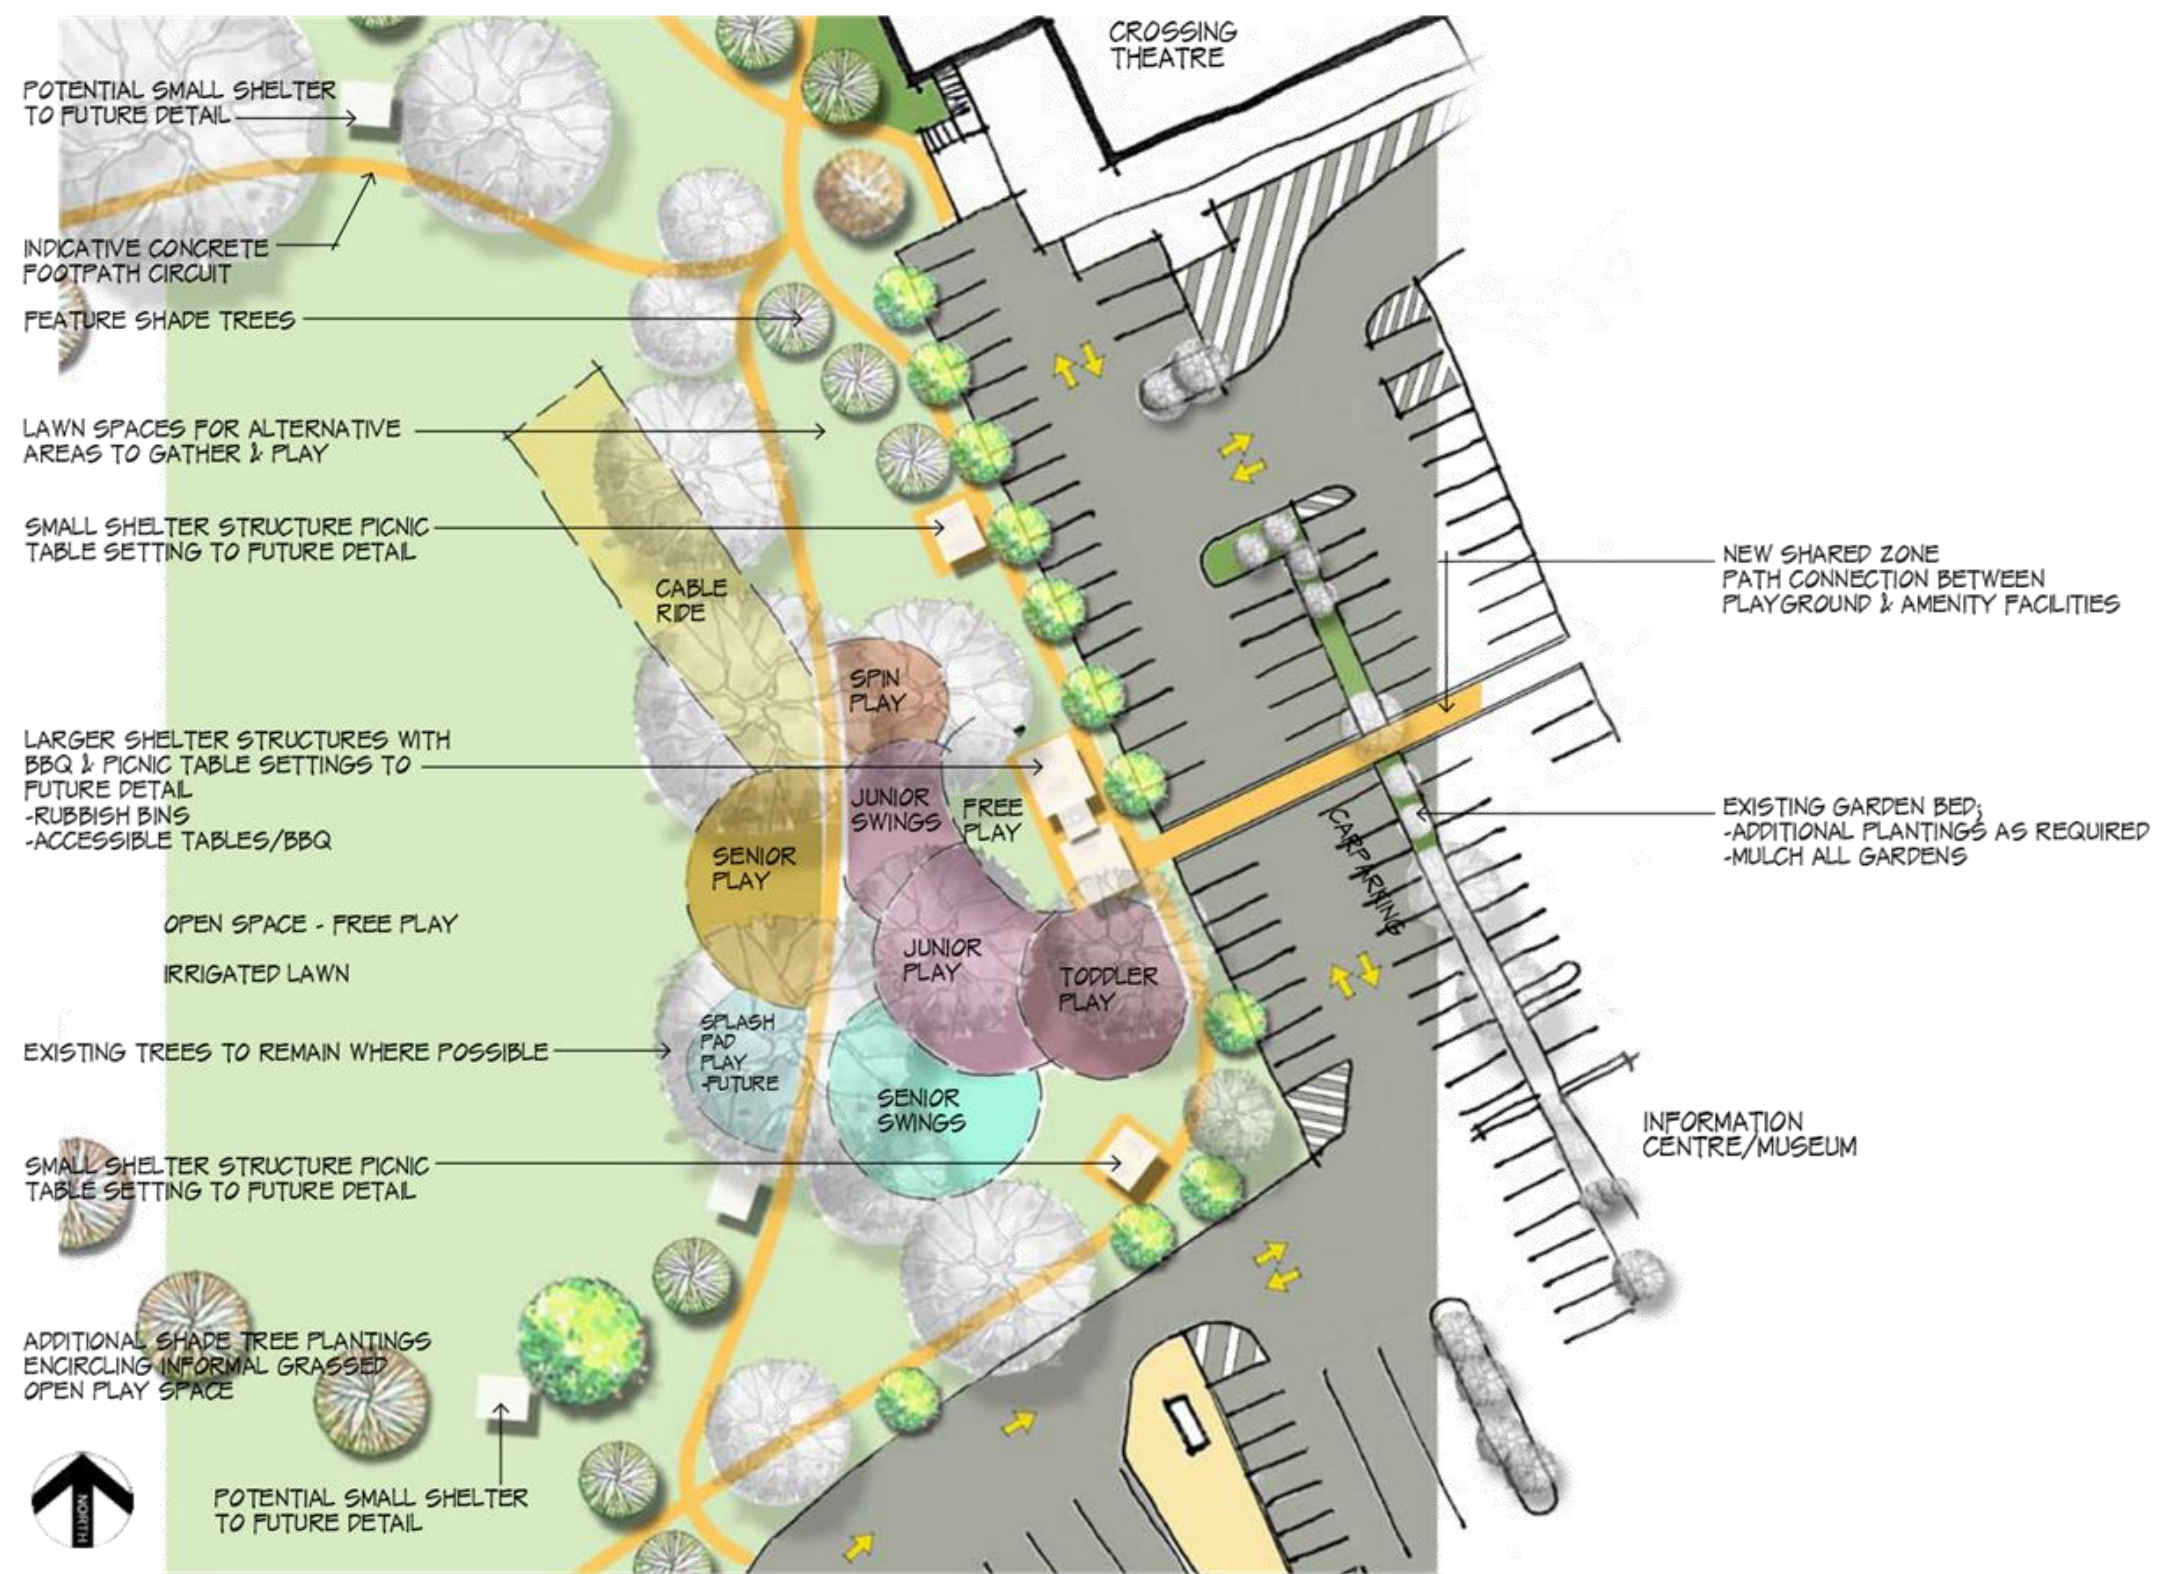 CROSSING
THEATRE
POTENTIAL SMALL SHELTER
TO FUTURE DETAIL
INDICATIVE CONCRETE
FOOTPATH CIRCUIT
FEATURE SHADE TREES
LAWN SPACES FOR ALTERNATIVE
AREAS TO GATHER & PLAY
SMALL SHELTER STRUCTURE PICNIC
TABLE SETTING TO FUTURE DETAIL
NEW SHARED ZONE
PATH CONNECTION BETWEEN
PLAYGROUND & AMENITY FACILITIES
CABLE
RIDE
SPIN
PLAY
LARGER SHELTER STRUCTURES WITH
BBQ & PICNIC TABLE SETTINGS TO
FUTURE DETAIL
-RUBBISH BINS
-ACCESSIBLE TABLES/BBQ
JUNIOR
SWINGS
FREE
PLAY
CARPARKING
EXISTING GARDEN BED;
-ADDITIONAL PLANTINGS AS REQUIRED
-MULCH ALL GARDENS
SENIOR
PLAY
OPEN SPACE - FREE PLAY
IRRIGATED LAWN
JUNIOR
PLAY
TODDLER
PLAY
EXISTING TREES TO REMAIN WHERE POSSIBLE
SPLASH
PAD
PLAY
-FUTURE
SENIOR
SWINGS
INFORMATION
CENTRE/MUSEUM
SMALL SHELTER STRUCTURE PICNIC
TABLE SETTING TO FUTURE DETAIL
ADDITIONAL SHADE TREE PLANTINGS
ENCIRCLING INFORMAL GRASSED
OPEN PLAY SPACE
POTENTIAL SMALL SHELTER
TO FUTURE DETAIL
NORTH